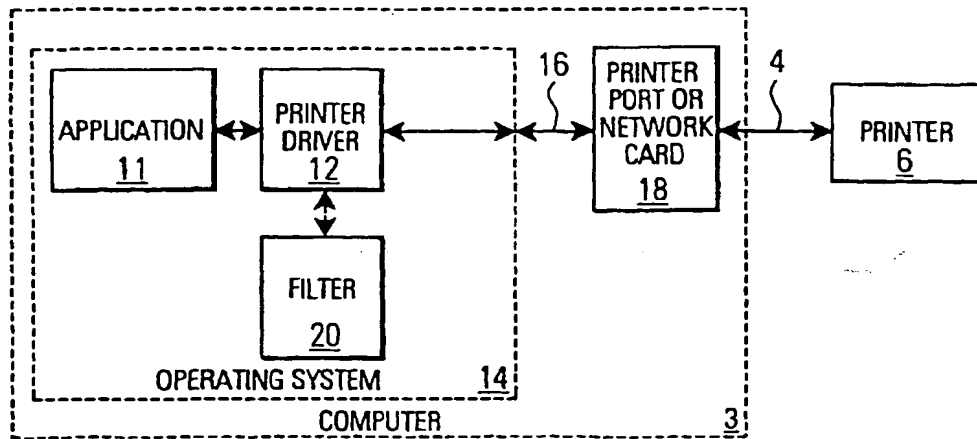 APPLICATION
11
PRINTER
DRIVER
12
FILTER
20
OPERATING SYSTEM
14
16
PRINTER
PORT OR
NETWORK
CARD
18
4
PRINTER
6
COMPUTER
3